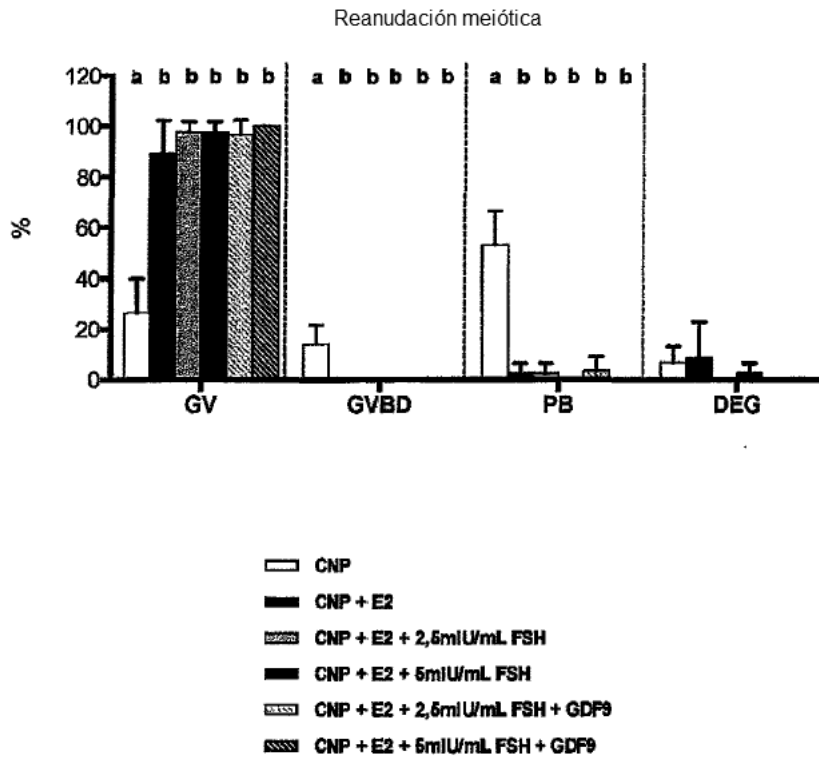 Reanudación meiótica
120
100
80
60
40
20
0
%
a b b b b b
a b b b b b
a b b b b b
GV
GVBD
PB
DEG
CNP
CNP + E2
CNP + E2 + 2,5mIU/mL FSH
CNP + E2 + 5mIU/mL FSH
CNP + E2 + 2,5mIU/mL FSH + GDF9
CNP + E2 + 5mIU/mL FSH + GDF9